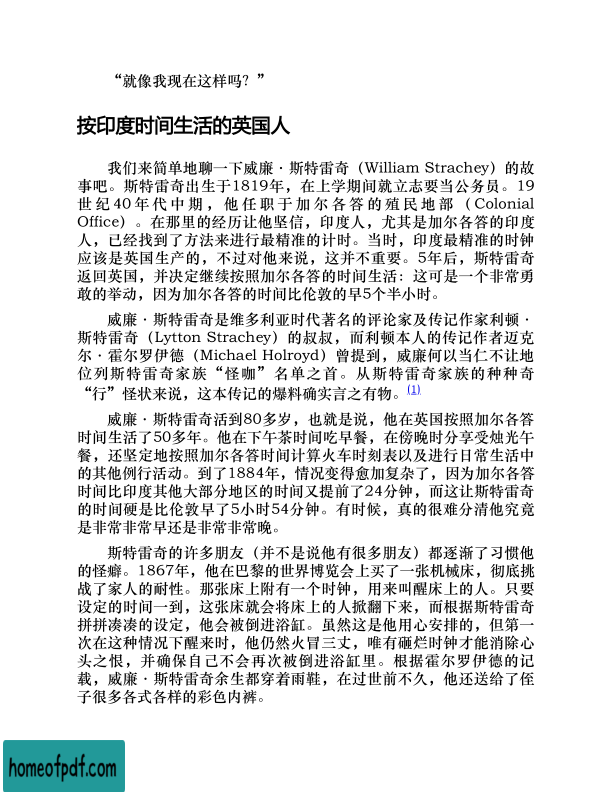 “就像我现在这样吗？”
按印度时间生活的英国人
我们来简单地聊一下威廉·斯特雷奇（William Strachey）的故
事吧。斯特雷奇出生于1819年，在上学期间就立志要当公务员。19
世纪40年代中期，他任职于加尔各答的殖民地部（Colonial
Office）。在那里的经历让他坚信，印度人，尤其是加尔各答的印度
人，已经找到了方法来进行最精准的计时。当时，印度最精准的时钟
应该是英国生产的，不过对他来说，这并不重要。5年后，斯特雷奇
返回英国，并决定继续按照加尔各答的时间生活：这可是一个非常勇
敢的举动，因为加尔各答的时间比伦敦的早5个半小时。
威廉·斯特雷奇是维多利亚时代著名的评论家及传记作家利顿·
斯特雷奇（Lytton Strachey）的叔叔，而利顿本人的传记作者迈克
尔·霍尔罗伊德（Michael Holroyd）曾提到，威廉何以当仁不让地
位列斯特雷奇家族“怪咖”名单之首。从斯特雷奇家族的种种奇
“行”怪状来说，这本传记的爆料确实言之有物。(1)
威廉·斯特雷奇活到80多岁，也就是说，他在英国按照加尔各答
时间生活了50多年。他在下午茶时间吃早餐，在傍晚时分享受烛光午
餐，还坚定地按照加尔各答时间计算火车时刻表以及进行日常生活中
的其他例行活动。到了1884年，情况变得愈加复杂了，因为加尔各答
时间比印度其他大部分地区的时间又提前了24分钟，而这让斯特雷奇
的时间硬是比伦敦早了5小时54分钟。有时候，真的很难分清他究竟
是非常非常早还是非常非常晚。
斯特雷奇的许多朋友（并不是说他有很多朋友）都逐渐了习惯他
的怪癖。1867年，他在巴黎的世界博览会上买了一张机械床，彻底挑
战了家人的耐性。那张床上附有一个时钟，用来叫醒床上的人。只要
设定的时间一到，这张床就会将床上的人掀翻下来，而根据斯特雷奇
拼拼凑凑的设定，他会被倒进浴缸。虽然这是他用心安排的，但第一
次在这种情况下醒来时，他仍然火冒三丈，唯有砸烂时钟才能消除心
头之恨，并确保自己不会再次被倒进浴缸里。根据霍尔罗伊德的记
载，威廉·斯特雷奇余生都穿着雨鞋，在过世前不久，他还送给了侄
子很多各式各样的彩色内裤。
homeofpdf.com